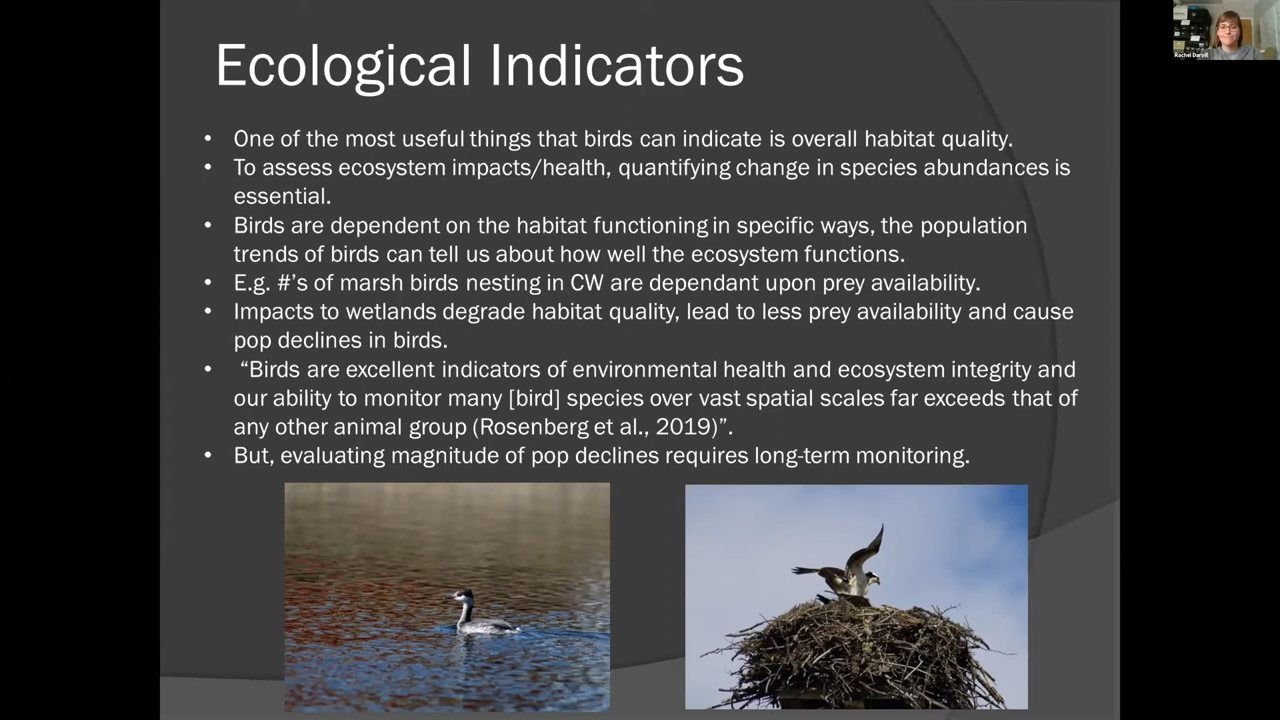 Ecological Indicators
Rachel Darvill
• One of the most useful things that birds can indicate is overall habitat quality.
• To assess ecosystem impacts/health, quantifying change in species abundances is
essential.
• Birds are dependent on the habitat functioning in specific ways, the population
trends of birds can tell us about how well the ecosystem functions.
• E.g. #'s of marsh birds nesting in CW are dependant upon prey availability.
• Impacts to wetlands degrade habitat quality, lead to less prey availability and cause
pop declines in birds.
• “Birds are excellent indicators of environmental health and ecosystem integrity and
our ability to monitor many [bird] species over vast spatial scales far exceeds that of
any other animal group (Rosenberg et al., 2019)”.
• But, evaluating magnitude of pop declines requires long-term monitoring.